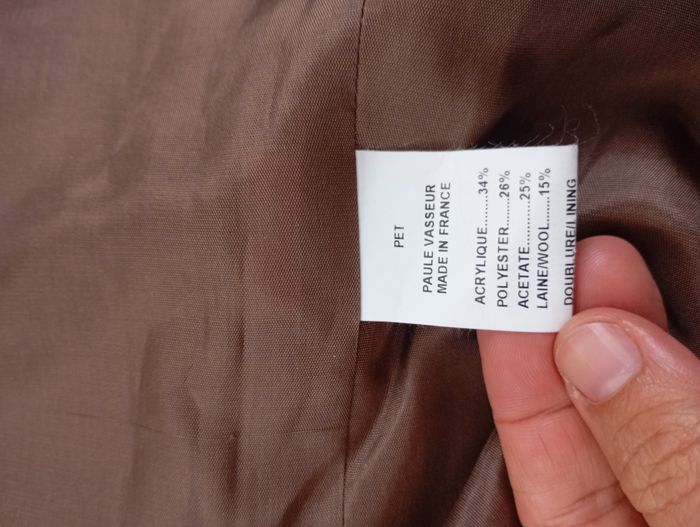 PET
PAULE VASSEUR
MADE IN FRANCE
ACRYLIQUE........34%
POLYESTER........26%
ACETATE............25%
LAINE/WOOL.......15%
DOUBLURE/LINING